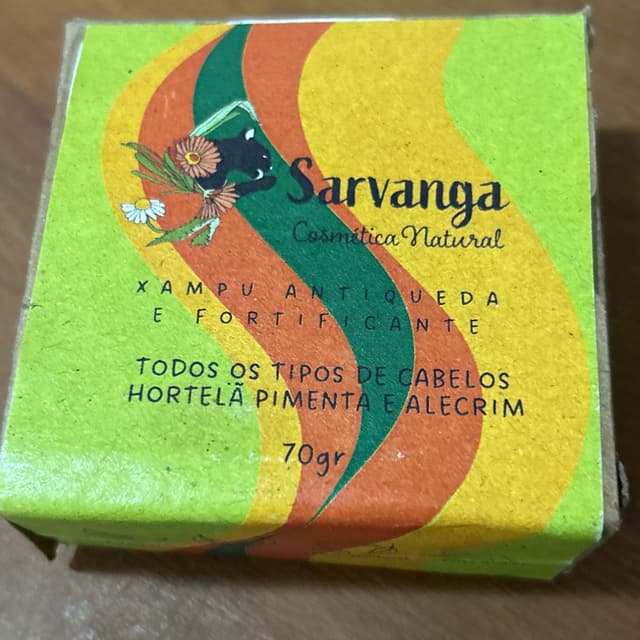 Sarvanga
Cosmética Natural
XAMPU ANTIQUEDA
E FORTIFICANTE
TODOS OS TIPOS DE CABELOS
HORTELÃ PIMENTA E ALECRIM
70gr